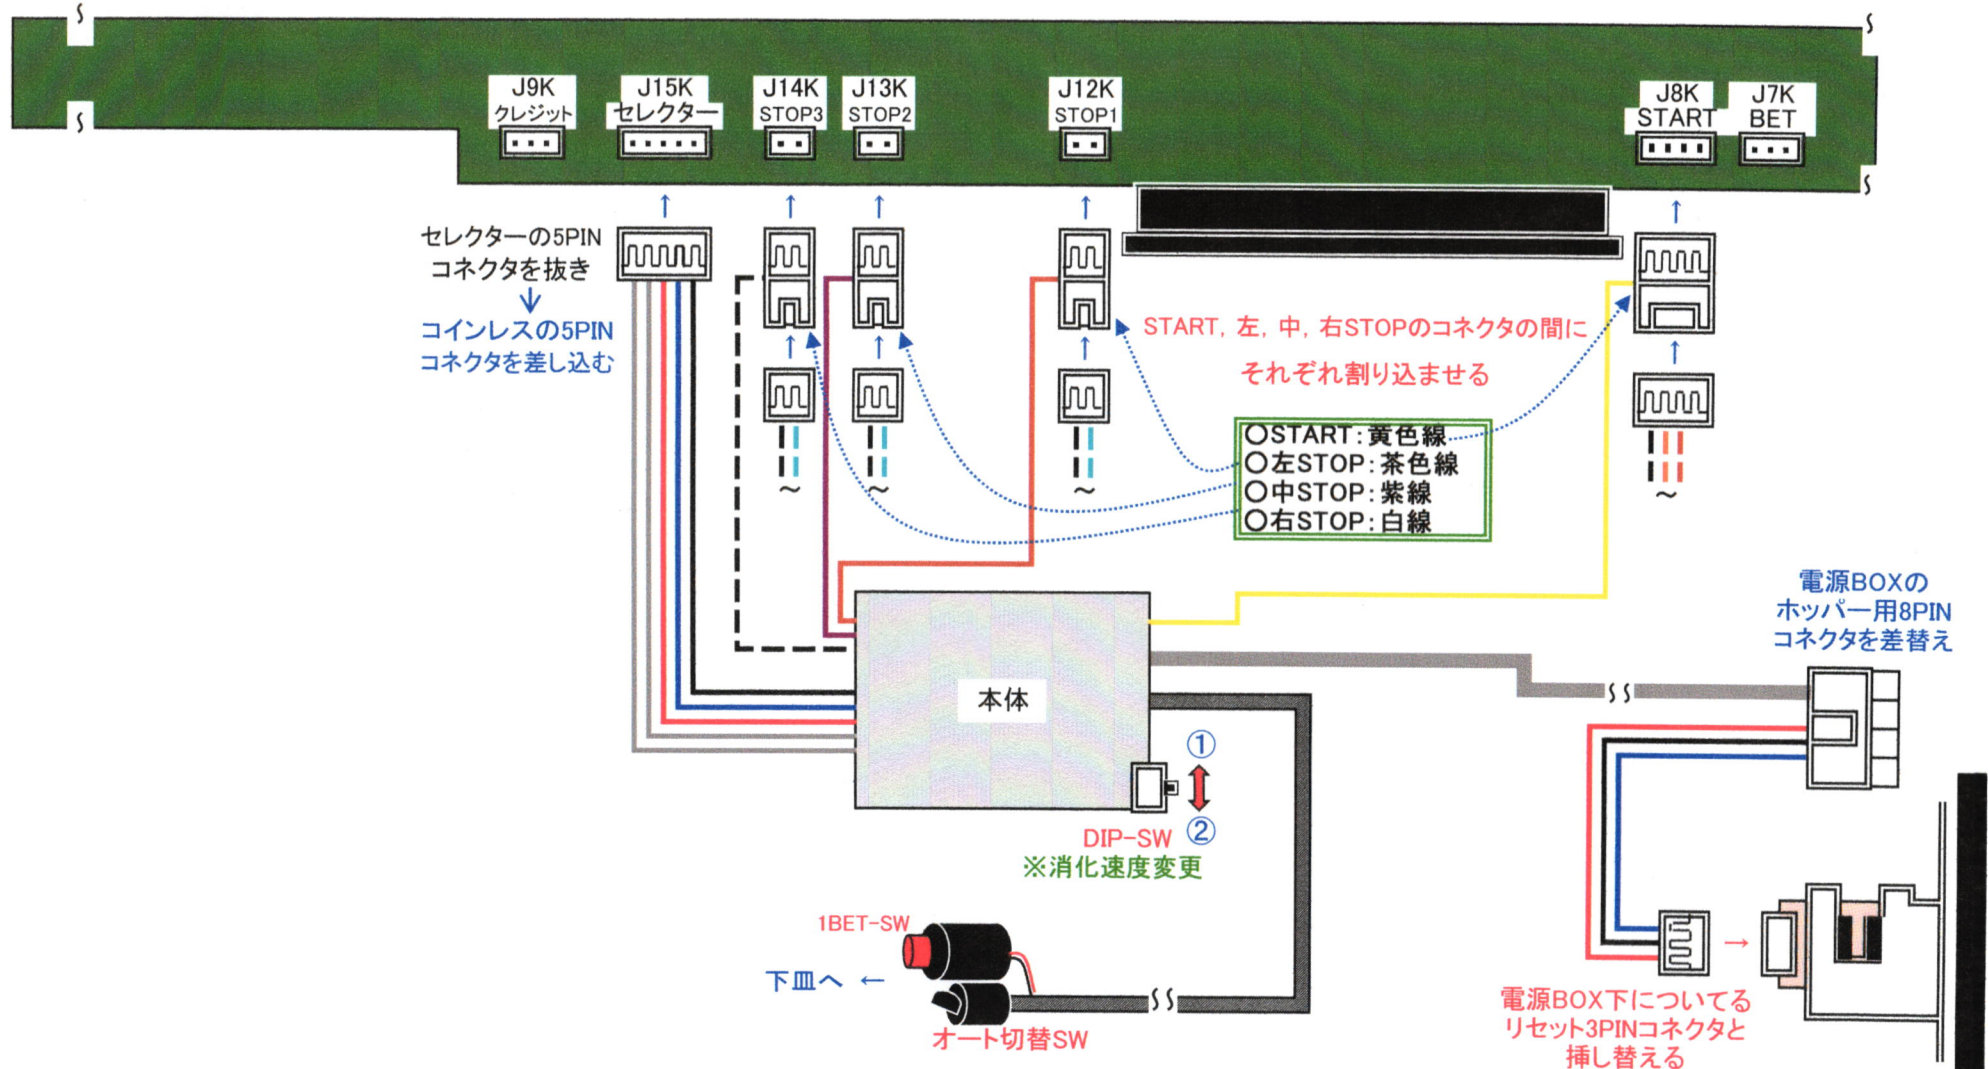 J9K
クレジット
J15K
セレクター
J14K
STOP3
J13K
STOP2
J12K
STOP1
J8K
START
J7K
BET
セレクターの5PIN
コネクタを抜き
↓
コインレスの5PIN
コネクタを差し込む
START, 左, 中, 右STOPのコネクタの間に
それぞれ割り込ませる
○START:黄色線
○左STOP:茶色線
○中STOP:紫線
○右STOP:白線
電源BOXの
ホッパー用8PIN
コネクタを差替え
本体
①
②
DIP-SW
※消化速度変更
1BET-SW
下皿へ ←
オート切替SW
電源BOX下についてる
リセット3PINコネクタと
挿し替える